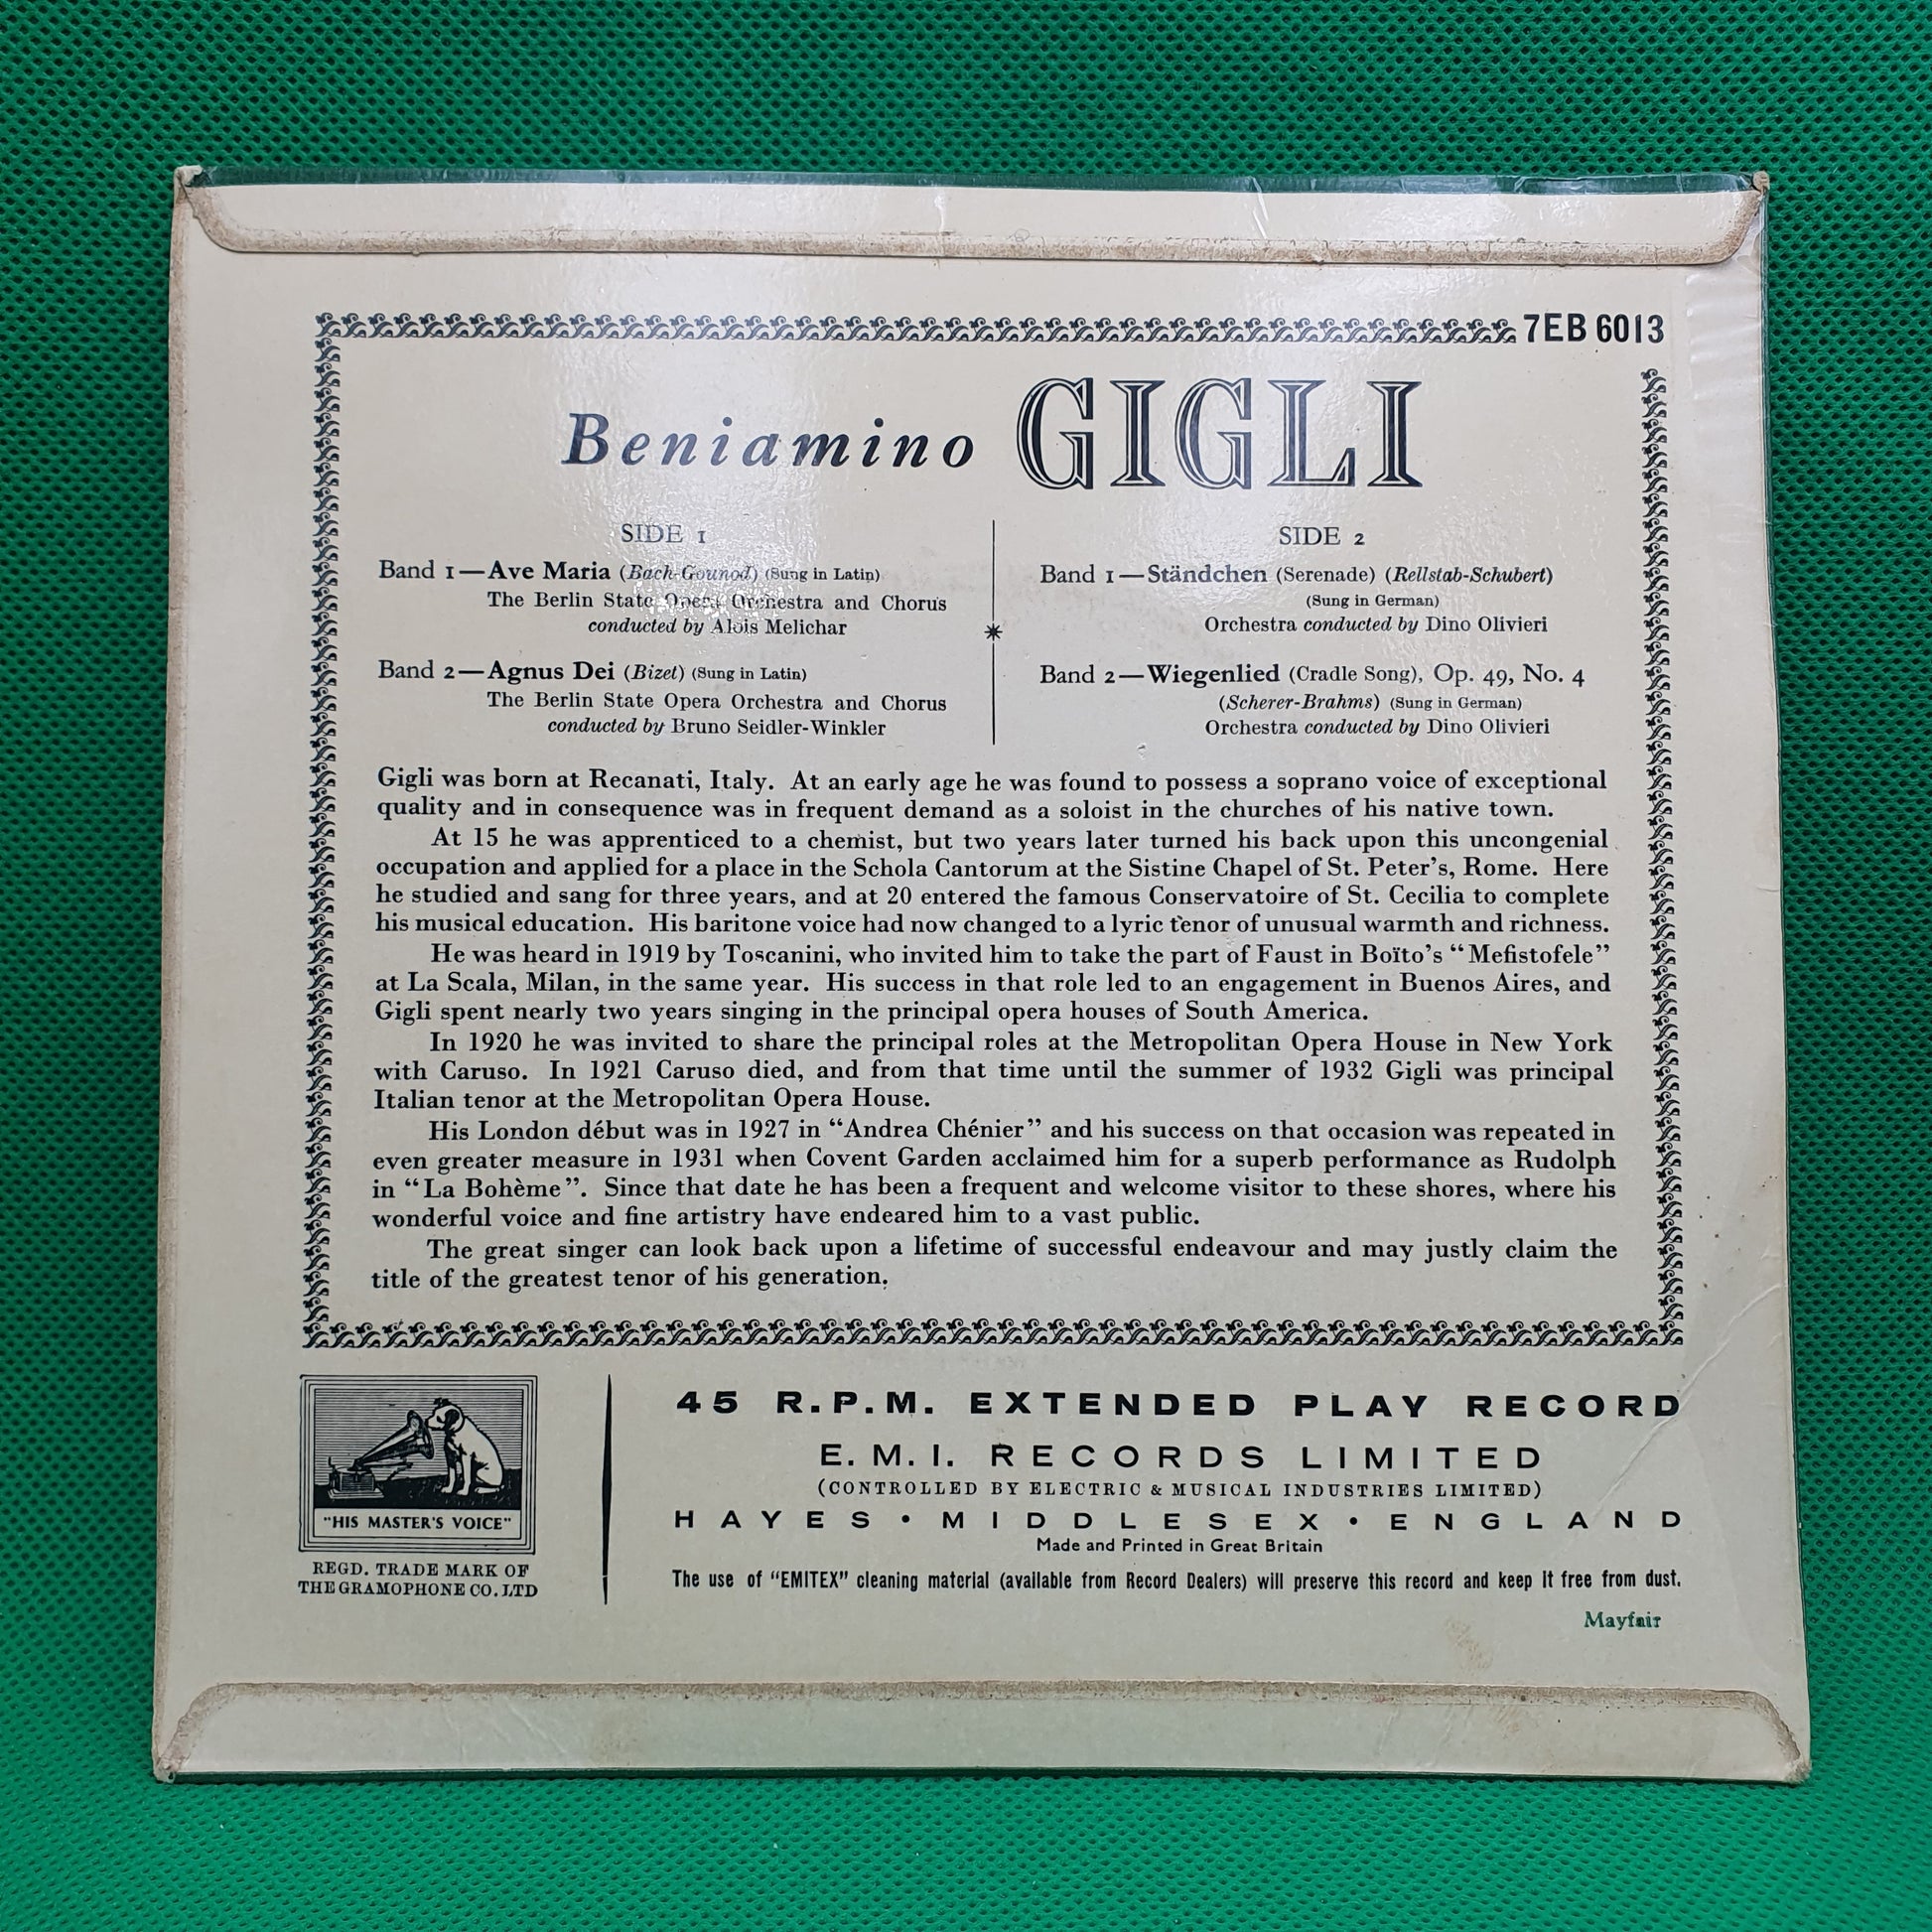 7EB 6013
Beniamino GIGLI
SIDE 1
Band 1—Ave Maria (Bach-Gounod) (Sung in Latin)
The Berlin State Opera Orchestra and Chorus
conducted by Alois Melichar
Band 2—Agnus Dei (Bizet) (Sung in Latin)
The Berlin State Opera Orchestra and Chorus
conducted by Bruno Seidler-Winkler
SIDE 2
Band 1—Ständchen (Serenade) (Rellstab-Schubert)
(Sung in German)
Orchestra conducted by Dino Olivieri
Band 2—Wiegenlied (Cradle Song), Op. 49, No. 4
(Scherer-Brahms) (Sung in German)
Orchestra conducted by Dino Olivieri
Gigli was born at Recanati, Italy. At an early age he was found to possess a soprano voice of exceptional
quality and in consequence was in frequent demand as a soloist in the churches of his native town.
At 15 he was apprenticed to a chemist, but two years later turned his back upon this uncongenial
occupation and applied for a place in the Schola Cantorum at the Sistine Chapel of St. Peter's, Rome. Here
he studied and sang for three years, and at 20 entered the famous Conservatoire of St. Cecilia to complete
his musical education. His baritone voice had now changed to a lyric tenor of unusual warmth and richness.
He was heard in 1919 by Toscanini, who invited him to take the part of Faust in Boïto's “Mefistofele”
at La Scala, Milan, in the same year. His success in that role led to an engagement in Buenos Aires, and
Gigli spent nearly two years singing in the principal opera houses of South America.
In 1920 he was invited to share the principal roles at the Metropolitan Opera House in New York
with Caruso. In 1921 Caruso died, and from that time until the summer of 1932 Gigli was principal
Italian tenor at the Metropolitan Opera House.
His London début was in 1927 in “Andrea Chénier” and his success on that occasion was repeated in
even greater measure in 1931 when Covent Garden acclaimed him for a superb performance as Rudolph
in “La Bohème”. Since that date he has been a frequent and welcome visitor to these shores, where his
wonderful voice and fine artistry have endeared him to a vast public.
The great singer can look back upon a lifetime of successful endeavour and may justly claim the
title of the greatest tenor of his generation.
"HIS MASTER'S VOICE"
REGD. TRADE MARK OF
THE GRAMOPHONE CO. LTD
45 R.P.M. EXTENDED PLAY RECORD
E.M.I. RECORDS LIMITED
(CONTROLLED BY ELECTRIC & MUSICAL INDUSTRIES LIMITED)
HAYES • MIDDLESEX • ENGLAND
Made and Printed in Great Britain
The use of "EMITEX" cleaning material (available from Record Dealers) will preserve this record and keep it free from dust.
Mayfair